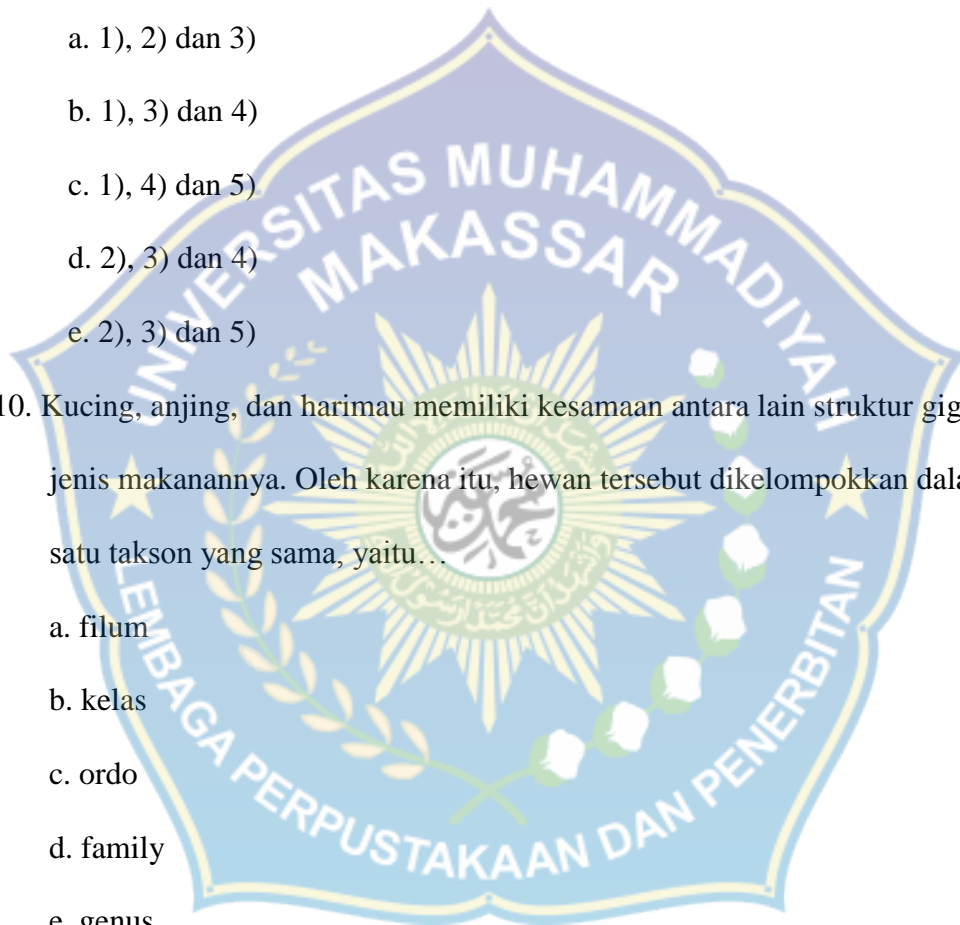 a. 1), 2) dan 3)
b. 1), 3) dan 4)
c. 1), 4) dan 5)
d. 2), 3) dan 4)
e. 2), 3) dan 5)
10. Kucing, anjing, dan harimau memiliki kesamaan antara lain struktur gig
jenis makanannya. Oleh karena itu, hewan tersebut dikelompokkan dala
satu takson yang sama, yaitu…
a. filum
b. kelas
c. ordo
d. family
e. genus
UNIVERSITAS MUHAMMADIYAH
MAKASSAR
LEMBAGA PERPUSTAKAAN DAN PENERBITAN